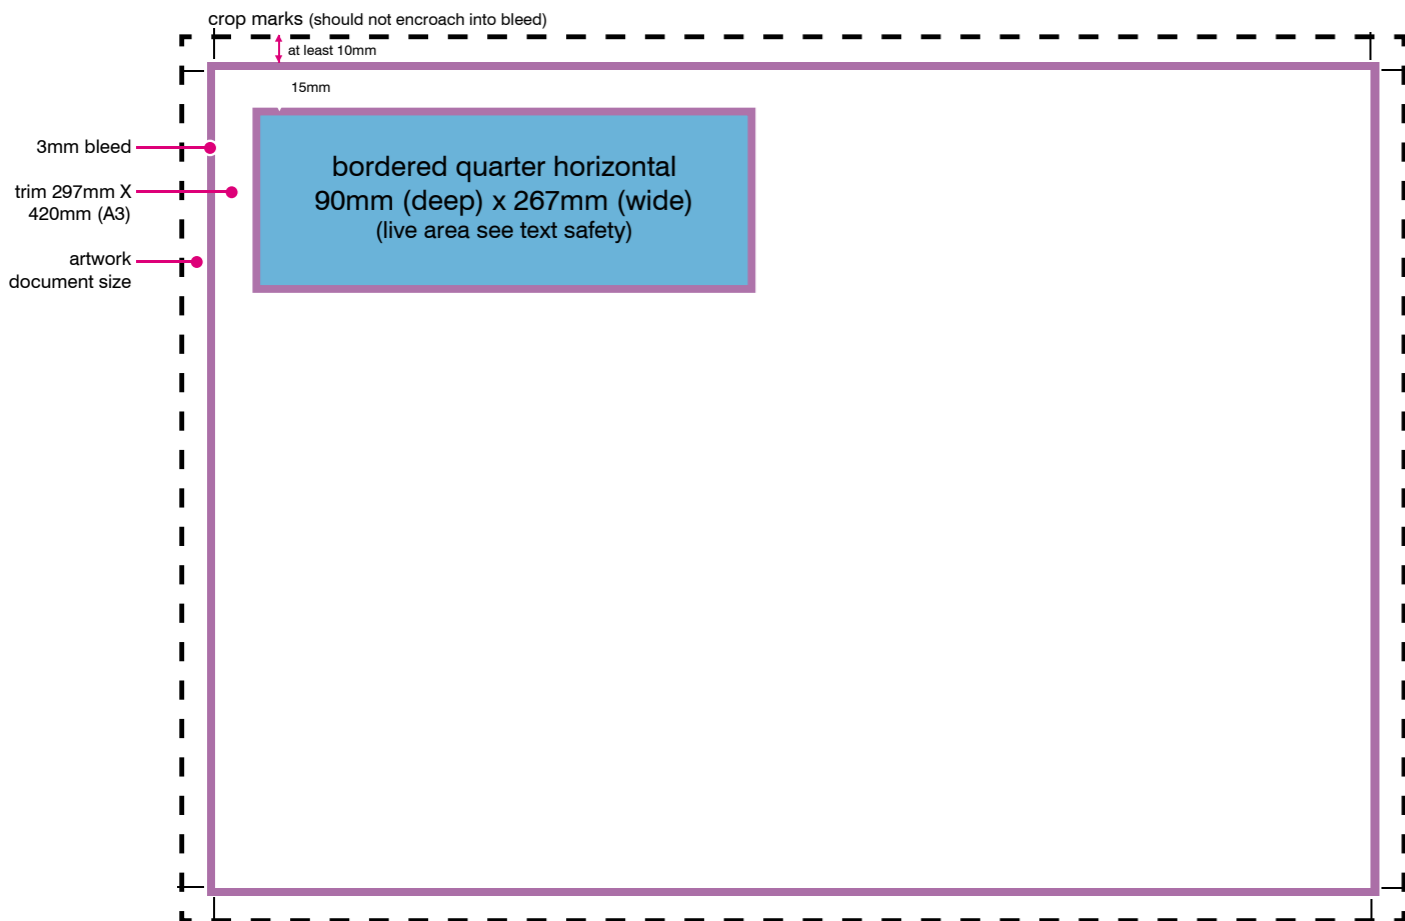 crop marks (should not encroach into bleed)
at least 10mm
15mm
3mm bleed
trim 297mm X
420mm (A3)
artwork
document size
bordered quarter horizontal
90mm (deep) x 267mm (wide)
(live area see text safety)